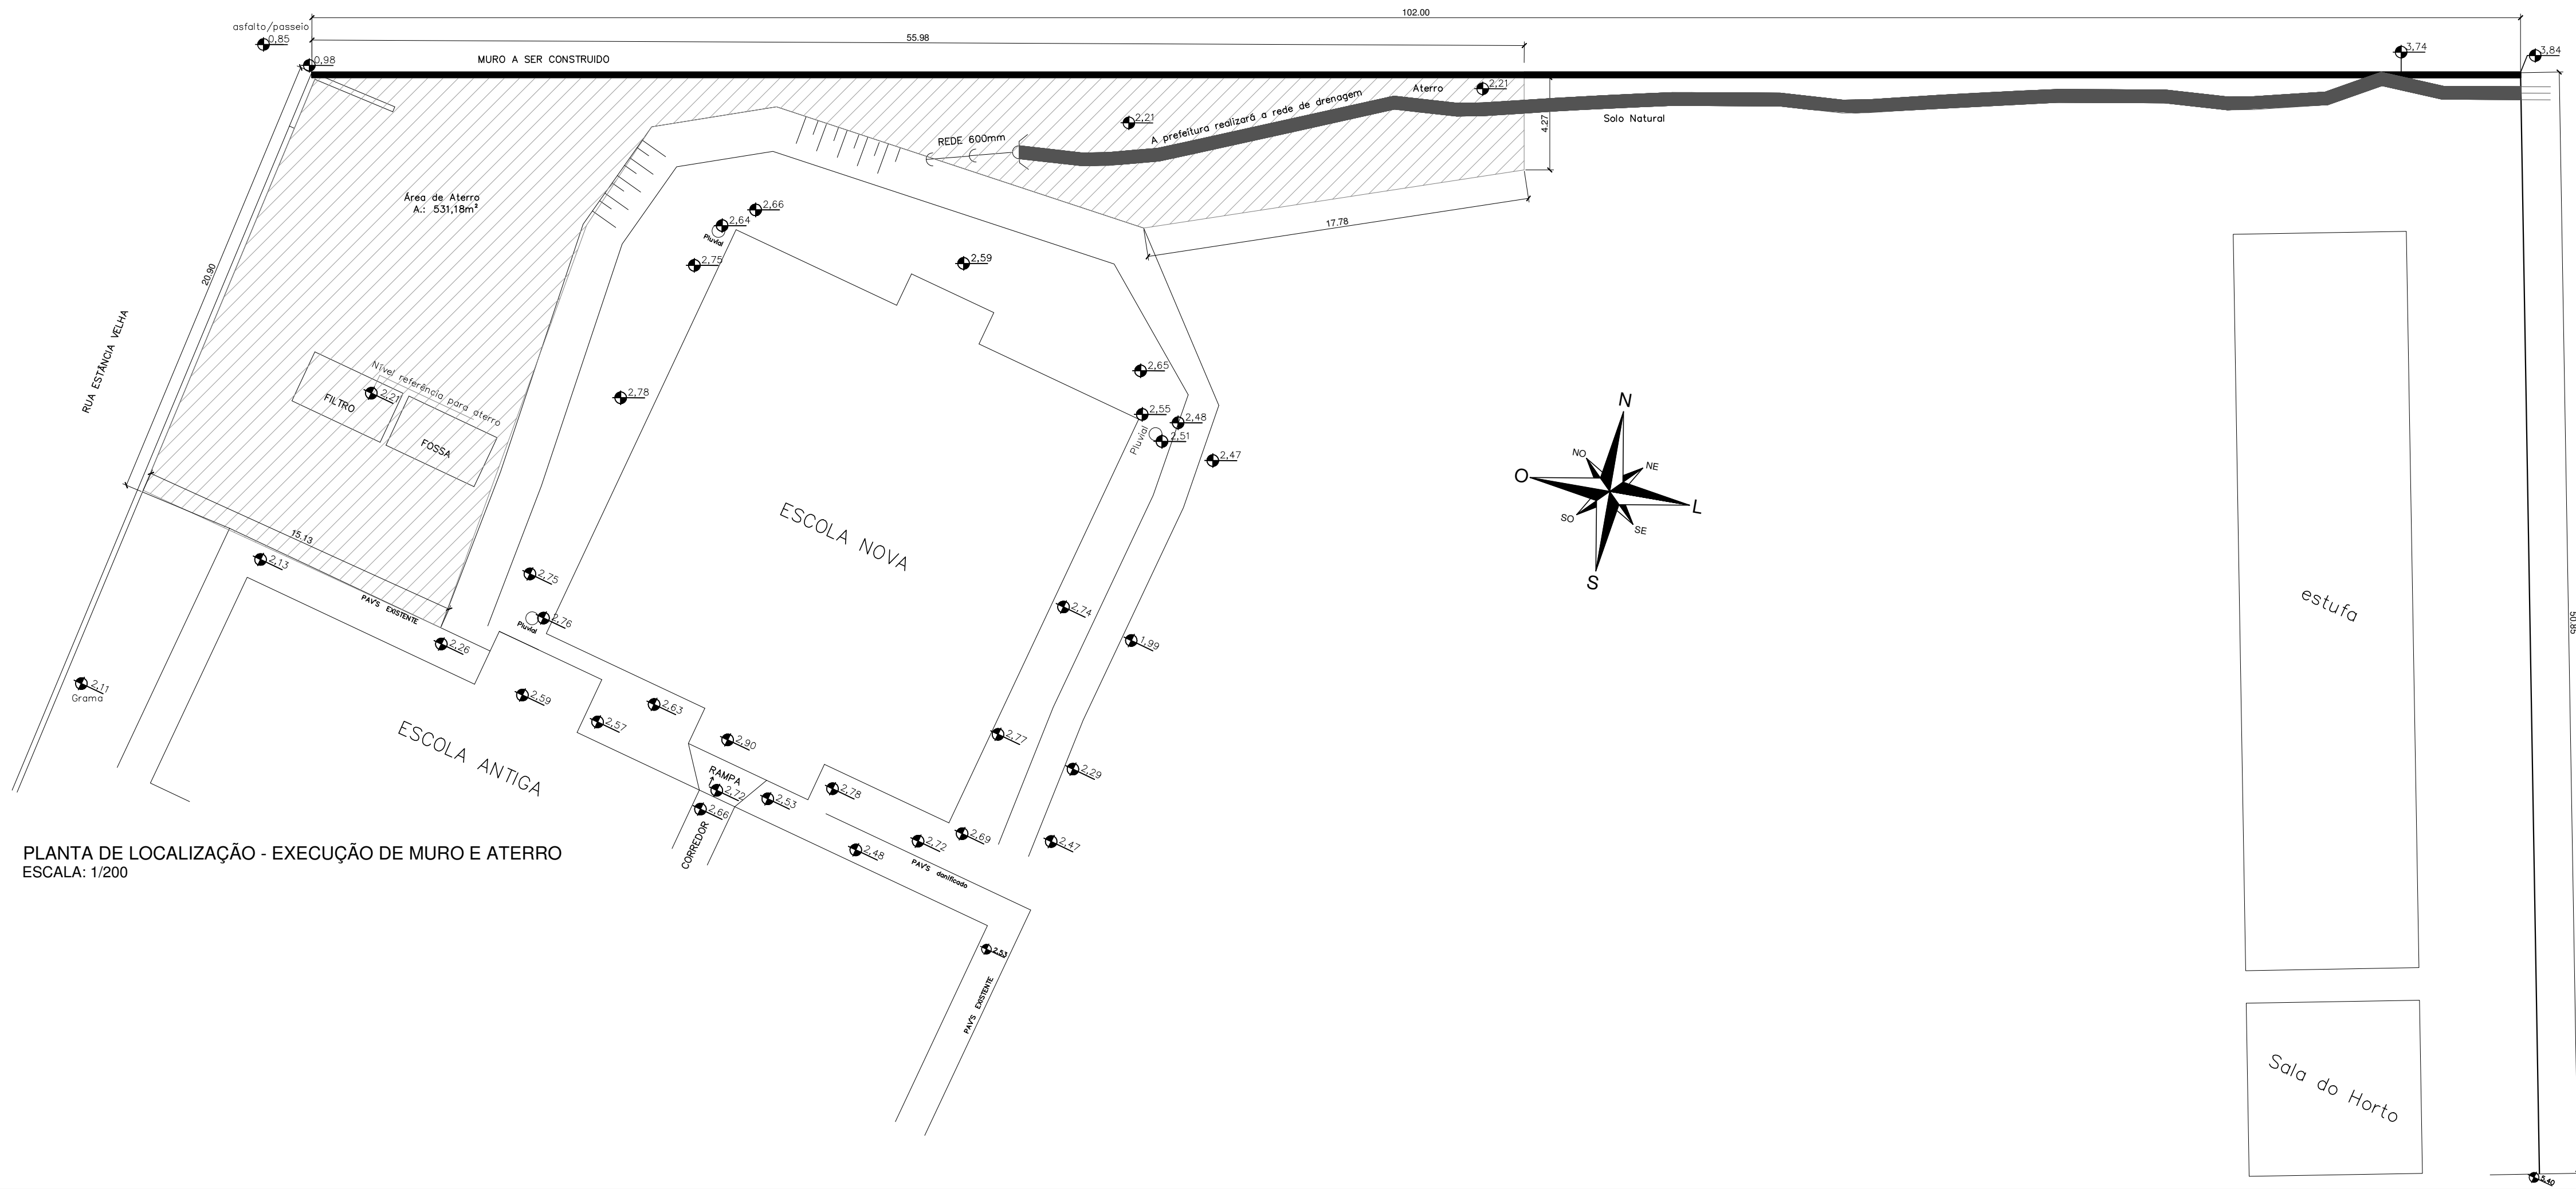 102.00
asfalto/passeio
0,85
55.98
3,74
3,84
MURO A SER CONSTRUIDO
0,98
2,21
Aterro
2,21
A prefeitura realizará a rede de drenagem
Solo Natural
4.27
REDE 600mm
Área de Aterro
A.: 531,18m²
2,66
2,64
Pluvial
17.78
2,75
2,59
20.90
RUA ESTÂNCIA VELHA
Nível referência para aterro
2,21
FILTRO
FOSSA
2,78
2,65
2,55
2,48
2,51
Pluvial
2,47
N
NO
NE
O
L
SO
SE
S
ESCOLA NOVA
15.13
2,13
2,75
PAV'S EXISTENTE
2,76
Pluvial
2,26
2,74
1,99
estufa
50.85
2,11
Grama
2,59
2,57
2,63
2,90
2,77
2,29
ESCOLA ANTIGA
RAMPA
2,72
2,66
2,53
2,78
CORREDOR
2,48
2,72
2,69
2,47
PAV'S danificado
PLANTA DE LOCALIZAÇÃO - EXECUÇÃO DE MURO E ATERRO
ESCALA: 1/200
2,53
PAV'S EXISTENTE
Sala do Horto
5,40